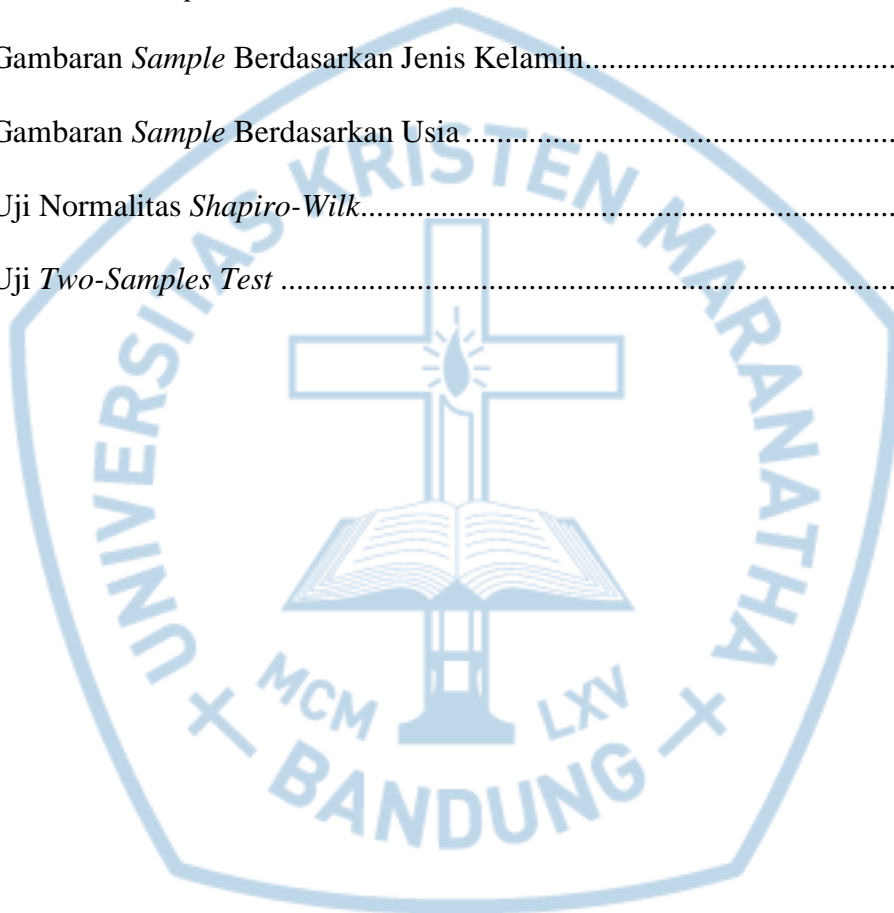 Gambaran Sample Berdasarkan Jenis Kelamin..........................................
Gambaran Sample Berdasarkan Usia ........................................................
Uji Normalitas Shapiro-Wilk.....................................................................
Uji Two-Samples Test ..............................................................................
UNIVERSITAS KRISTEN MARANATHA
MCM LXV
BANDUNG